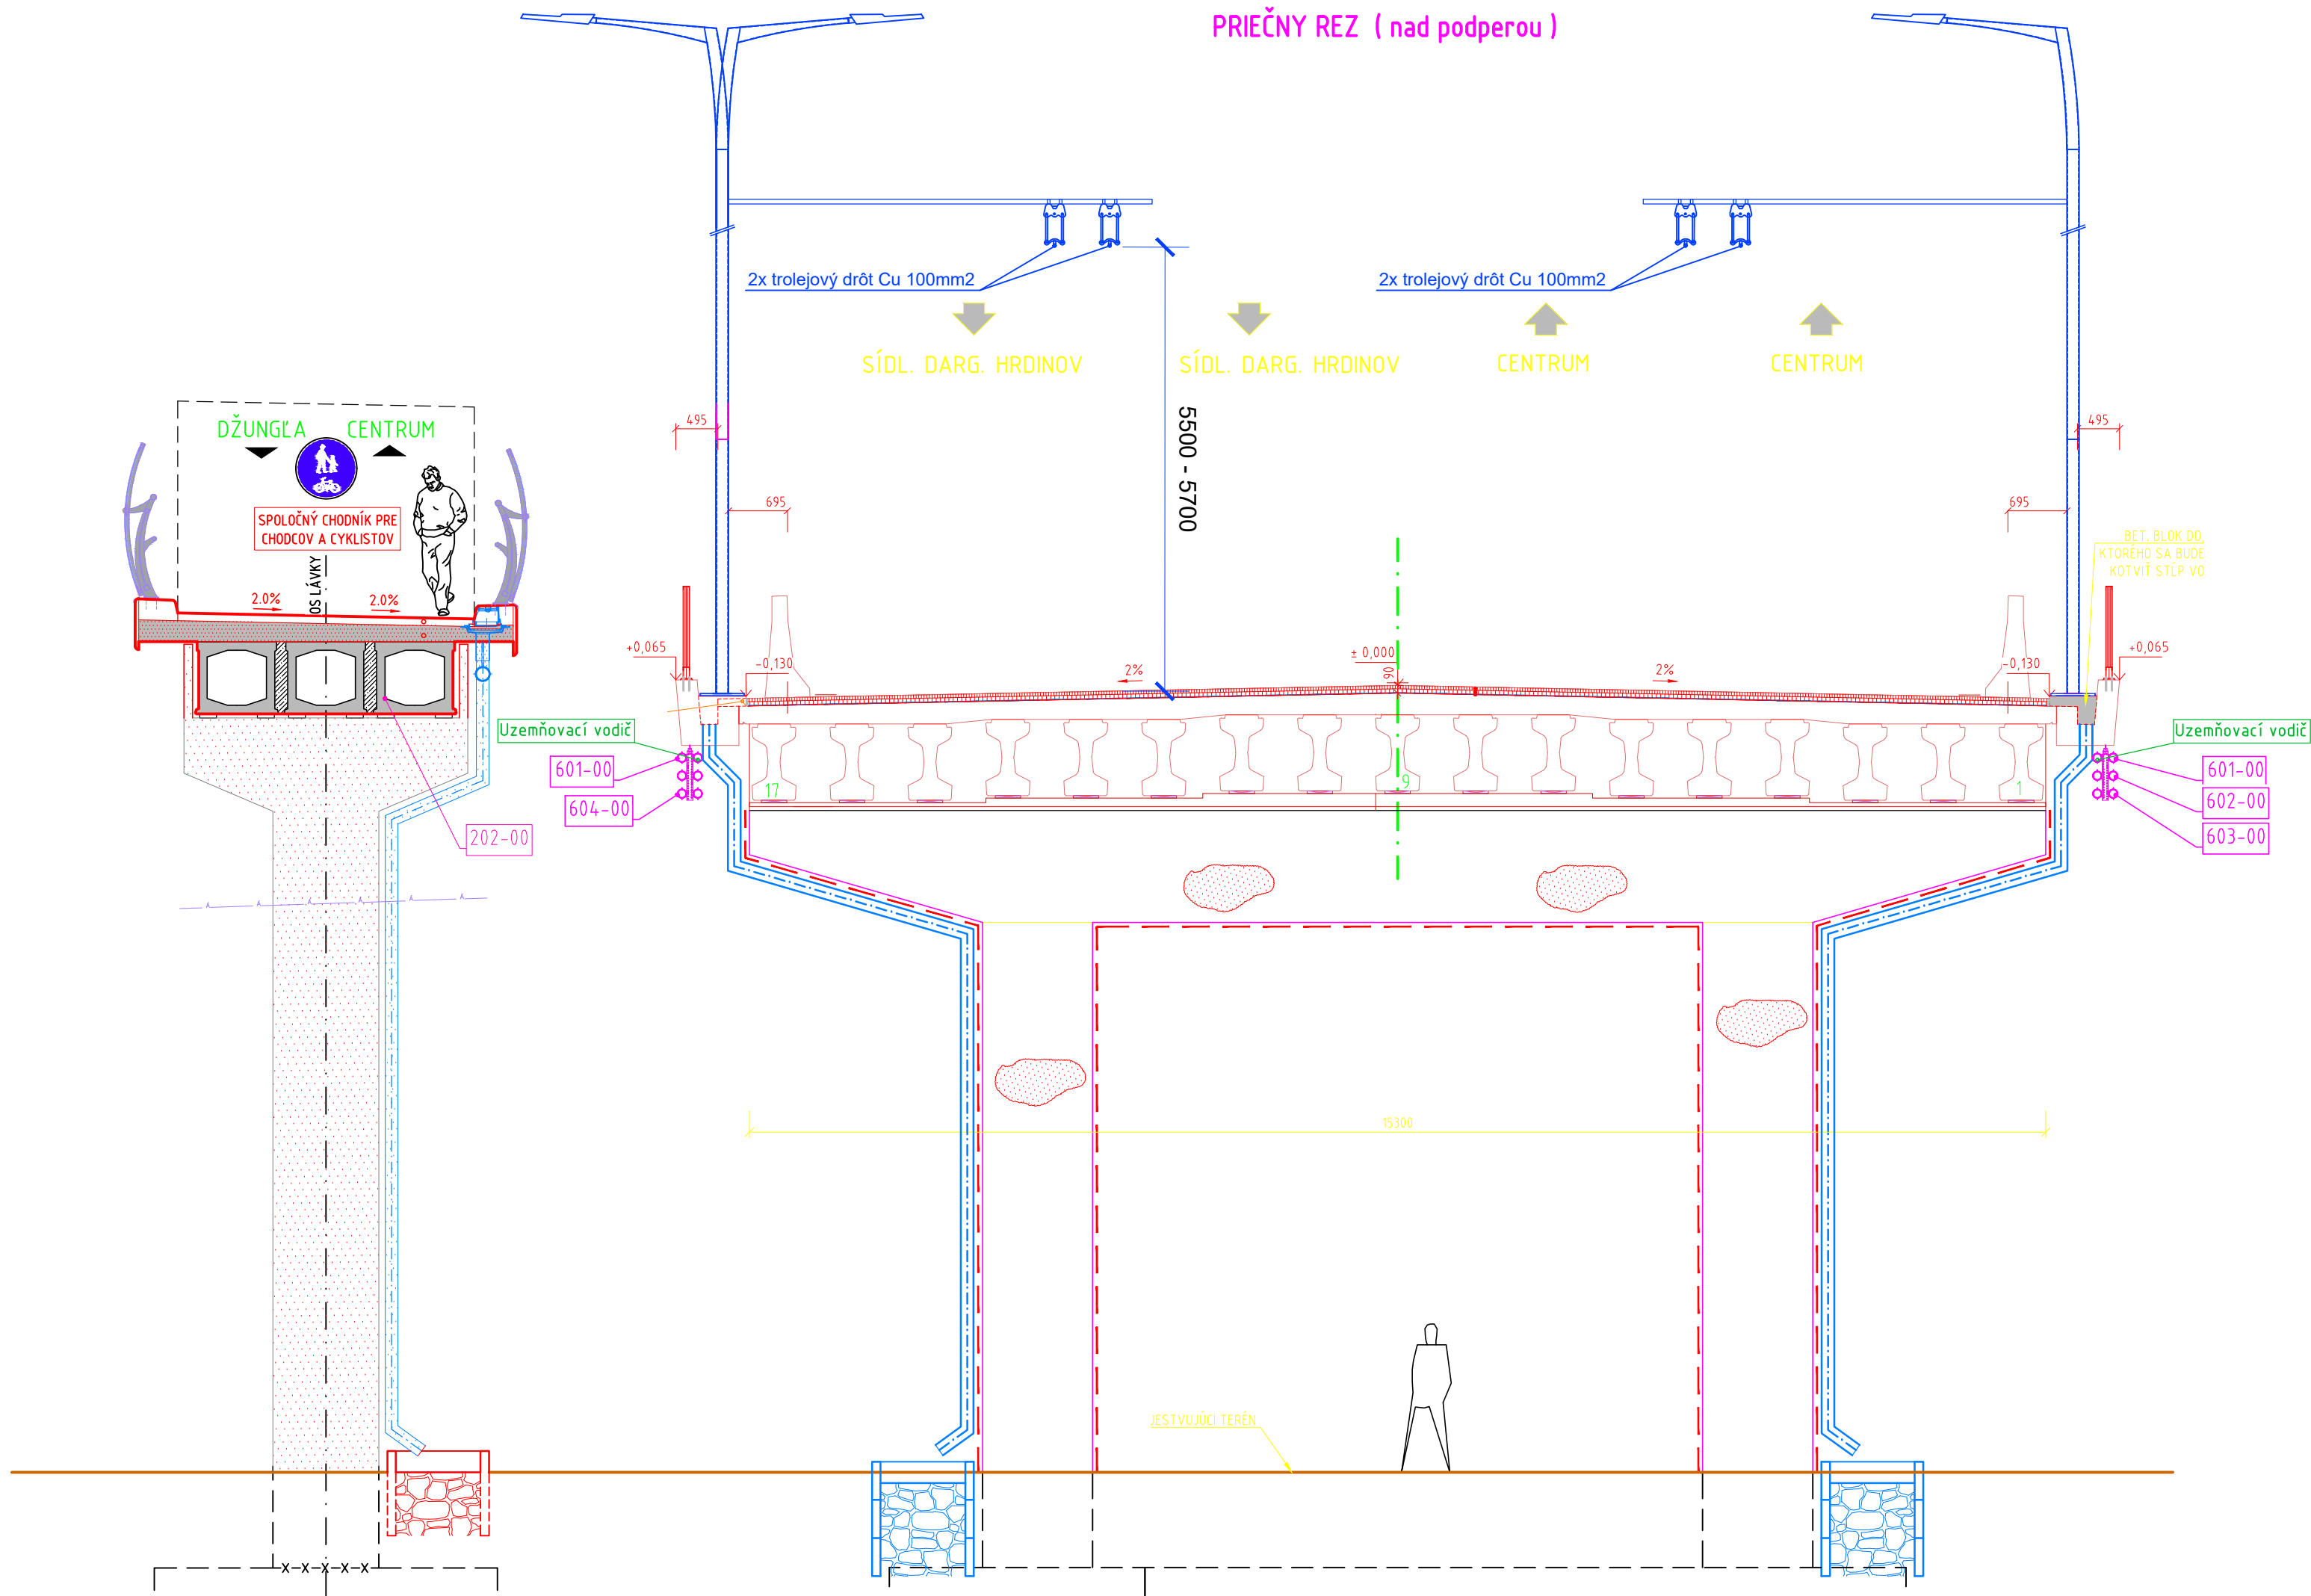 PRIEČNY REZ ( nad podperou )
2x trolejový drôt Cu 100mm2
2x trolejový drôt Cu 100mm2
SÍDL. DARG. HRDINOV
SÍDL. DARG. HRDINOV
CENTRUM
CENTRUM
5500 - 5700
DŽUNGĽA
CENTRUM
SPOLOČNÝ CHODNÍK PRE
CHODCOV A CYKLISTOV
OS LÁVKY
2.0%
2.0%
495
495
695
695
BET. BLOK DO
KTORÉHO SA BUDE
KOTVIŤ STĹP VO
+0,065
-0,130
2%
± 0,000
90
2%
-0,130
+0,065
Uzemňovací vodič
601-00
604-00
202-00
17
9
1
Uzemňovací vodič
601-00
602-00
603-00
15300
JESTVUJÚCI TERÉN
x-x-x-x-x